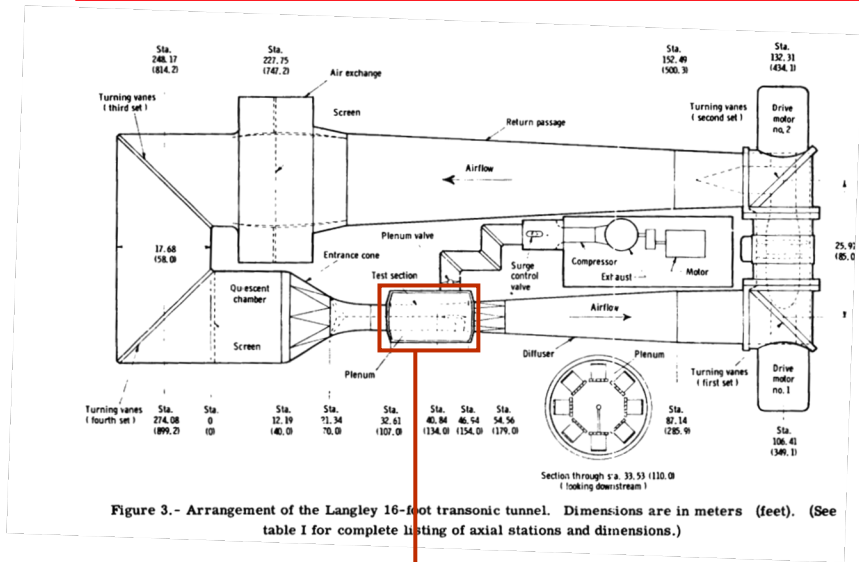 Sta.
248.17
(814.2)
Sta.
227.75
(747.2)
Sta.
152.49
(500.3)
Sta.
132.31
(434.1)
Air exchange
Turning vanes
(third set)
Screen
Return passage
Turning vanes
(second set)
Drive
motor
no. 2
Airflow
17.68
(58.0)
Plenum valve
Entrance cone
Test section
Surge
control
valve
Compressor
Exhaust
Motor
25.9
(85.0
Quiescent
chamber
Screen
Airflow
Plenum
Diffuser
Plenum
Turning vanes
(first set)
Drive
motor
no. 1
Turning vanes
(fourth set)
Sta.
274.08
(899.2)
Sta.
0
(0)
Sta.
12.19
(40.0)
Sta.
21.34
70.0)
Sta.
32.61
(107.0)
Sta.
40.84
(134.0)
Sta.
46.94
(154.0)
Sta.
54.56
(179.0)
Sta.
87.14
(285.9)
Sta.
106.41
(349.1)
Section through sta. 33.53 (110.0)
(looking downstream)
Figure 3.- Arrangement of the Langley 16-foot transonic tunnel. Dimensions are in meters (feet). (See
table I for complete listing of axial stations and dimensions.)